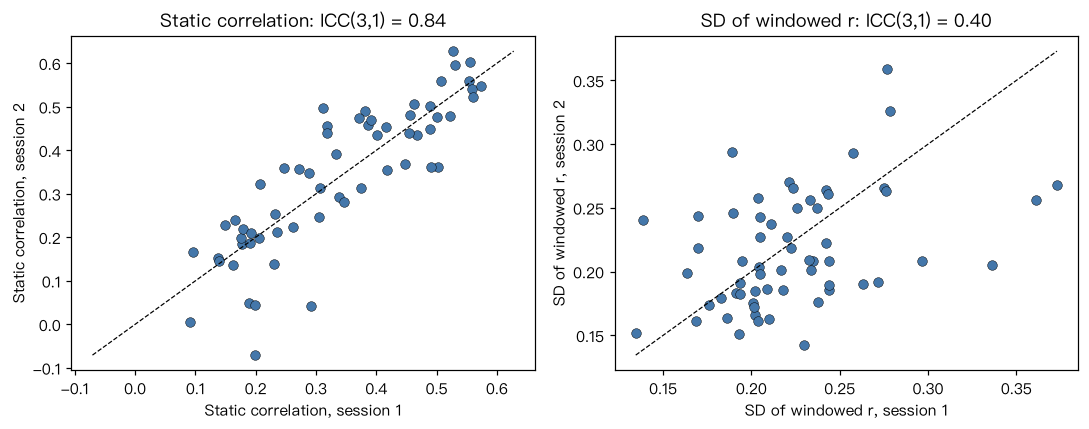 Static correlation: ICC(3,1) = 0.84
0.6
0.5
0.4
0.3
0.2
0.1
0.0
−0.1
Static correlation, session 2
−0.1 0.0 0.1 0.2 0.3 0.4 0.5 0.6
Static correlation, session 1
SD of windowed r: ICC(3,1) = 0.40
0.35
0.30
0.25
0.20
0.15
SD of windowed r, session 2
0.15 0.20 0.25 0.30 0.35
SD of windowed r, session 1